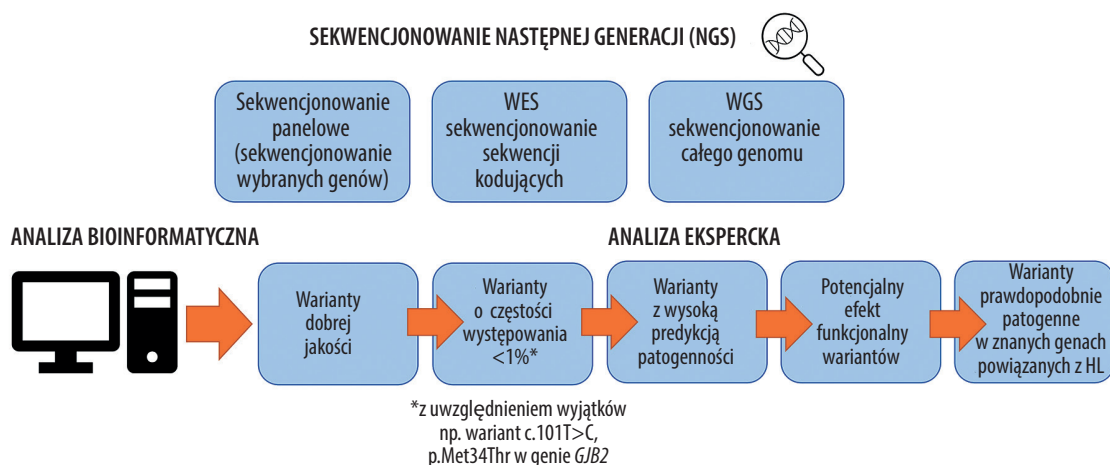 SEKWENCJONOWANIE NASTĘPNEJ GENERACJI (NGS)
Sekwencjonowanie
panelowe
(sekwencjonowanie
wybranych genów)
WES
sekwencjonowanie
sekwencji
kodujących
WGS
sekwencjonowanie
całego genomu
ANALIZA BIOINFORMATYCZNA
ANALIZA EKSPERCKA
Warianty
dobrej
jakości
Warianty
o częstości
występowania
<1%*
Warianty
z wysoką
predykcją
patogenności
Potencjalny
efekt
funkcjonalny
wariantów
Warianty
prawdopodobnie
patogenne
w znanych genach
powiązanych z HL
*z uwzględnieniem wyjątków
np. wariant c.101T>C,
p.Met34Thr w genie GJB2